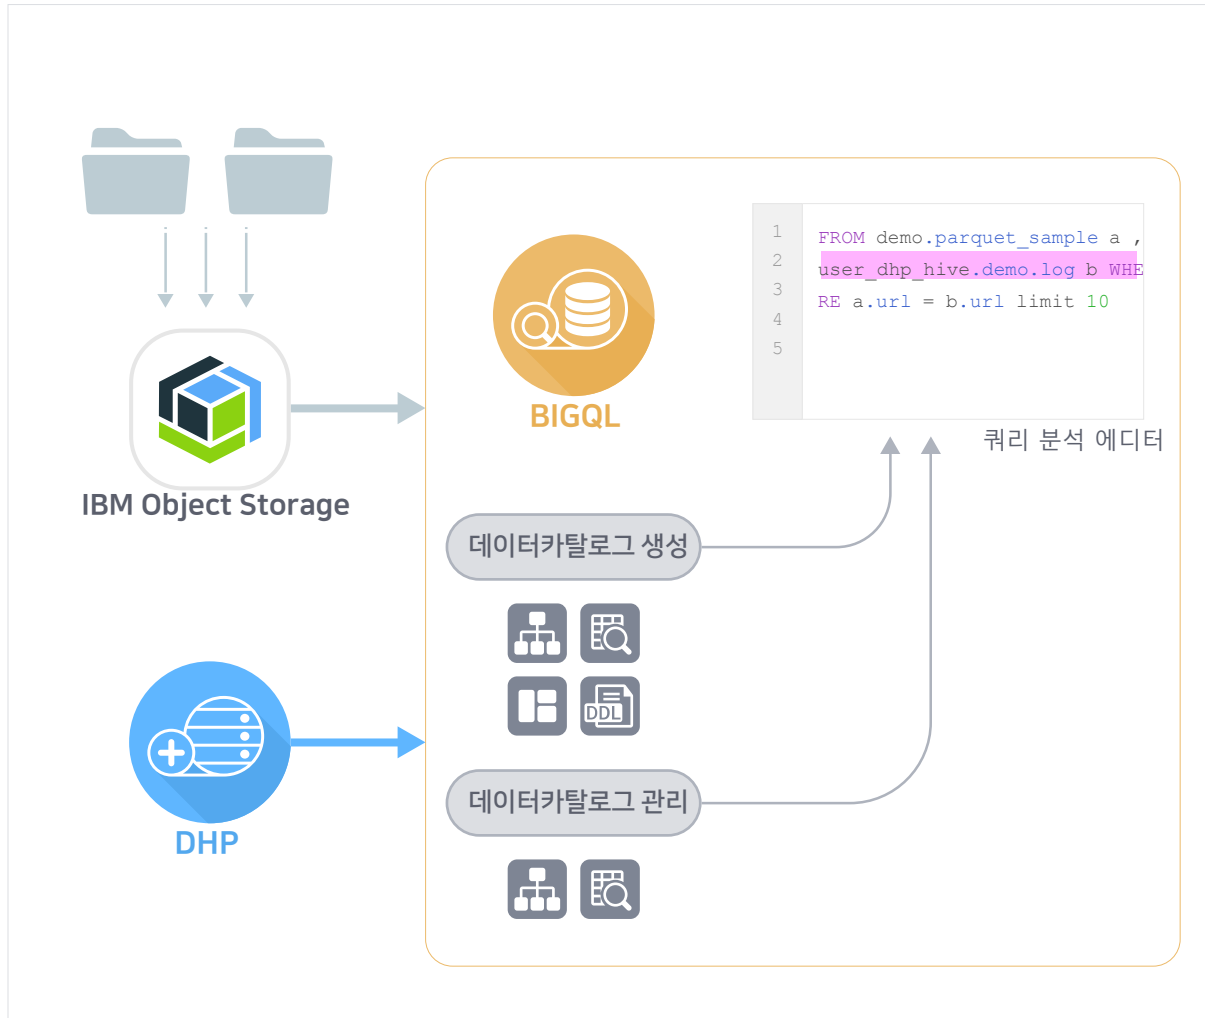 1
2
3
4
5
FROM demo.parquet_sample a ,
user_dhp_hive.demo.log b WHE
RE a.url = b.url limit 10
BIGQL
쿼리 분석 에디터
IBM Object Storage
데이터카탈로그 생성
DDL
데이터카탈로그 관리
DHP